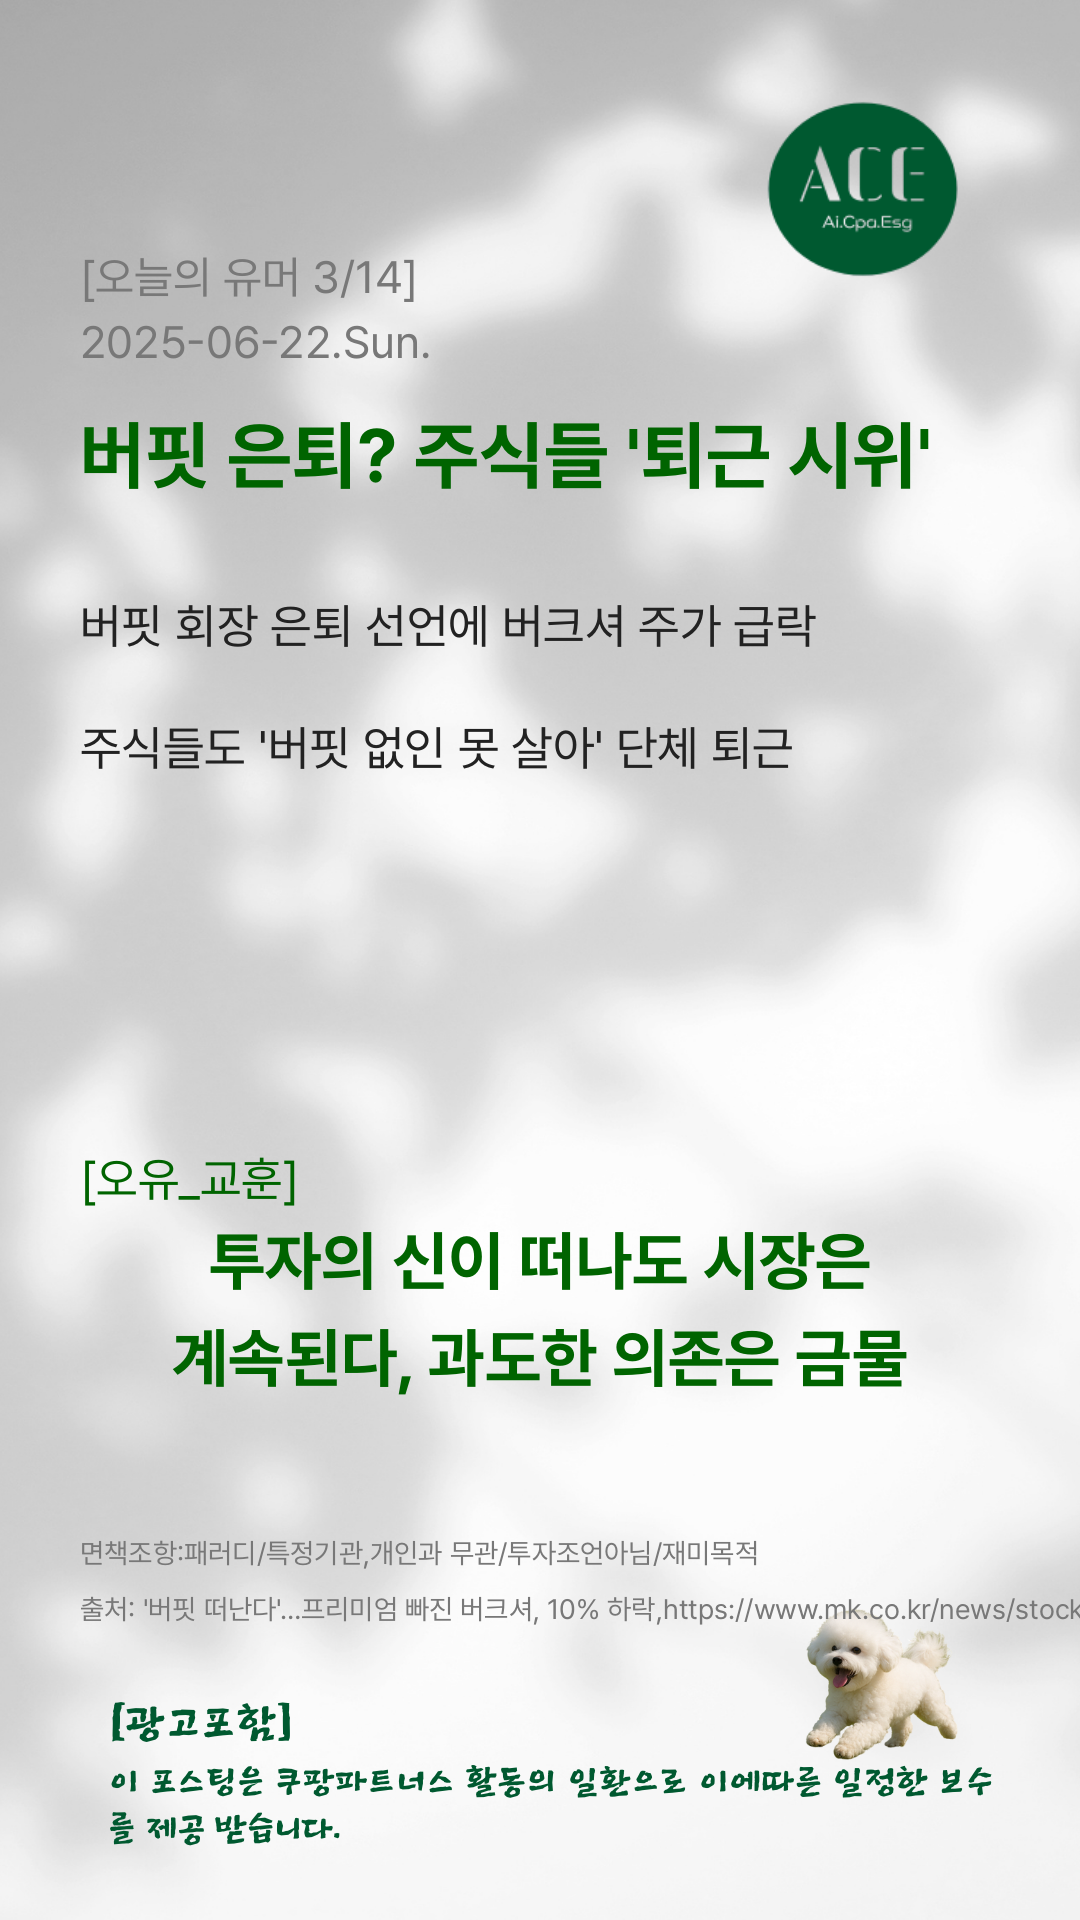 ACE
Ai.Cpa.Esg
[오늘의 유머 3/14]
2025-06-22.Sun.
버핏 은퇴? 주식들 '퇴근 시위'
버핏 회장 은퇴 선언에 버크셔 주가 급락
주식들도 '버핏 없인 못 살아' 단체 퇴근
[오유_교훈]
투자의 신이 떠나도 시장은
계속된다, 과도한 의존은 금물
면책조항:패러디/특정기관,개인과 무관/투자조언아님/재미목적
출처: '버핏 떠난다'...프리미엄 빠진 버크셔, 10% 하락,https://www.mk.co.kr/news/stock
[광고포함]
이 포스팅은 쿠팡파트너스 활동의 일환으로 이에따른 일정한 보수
를 제공 받습니다.